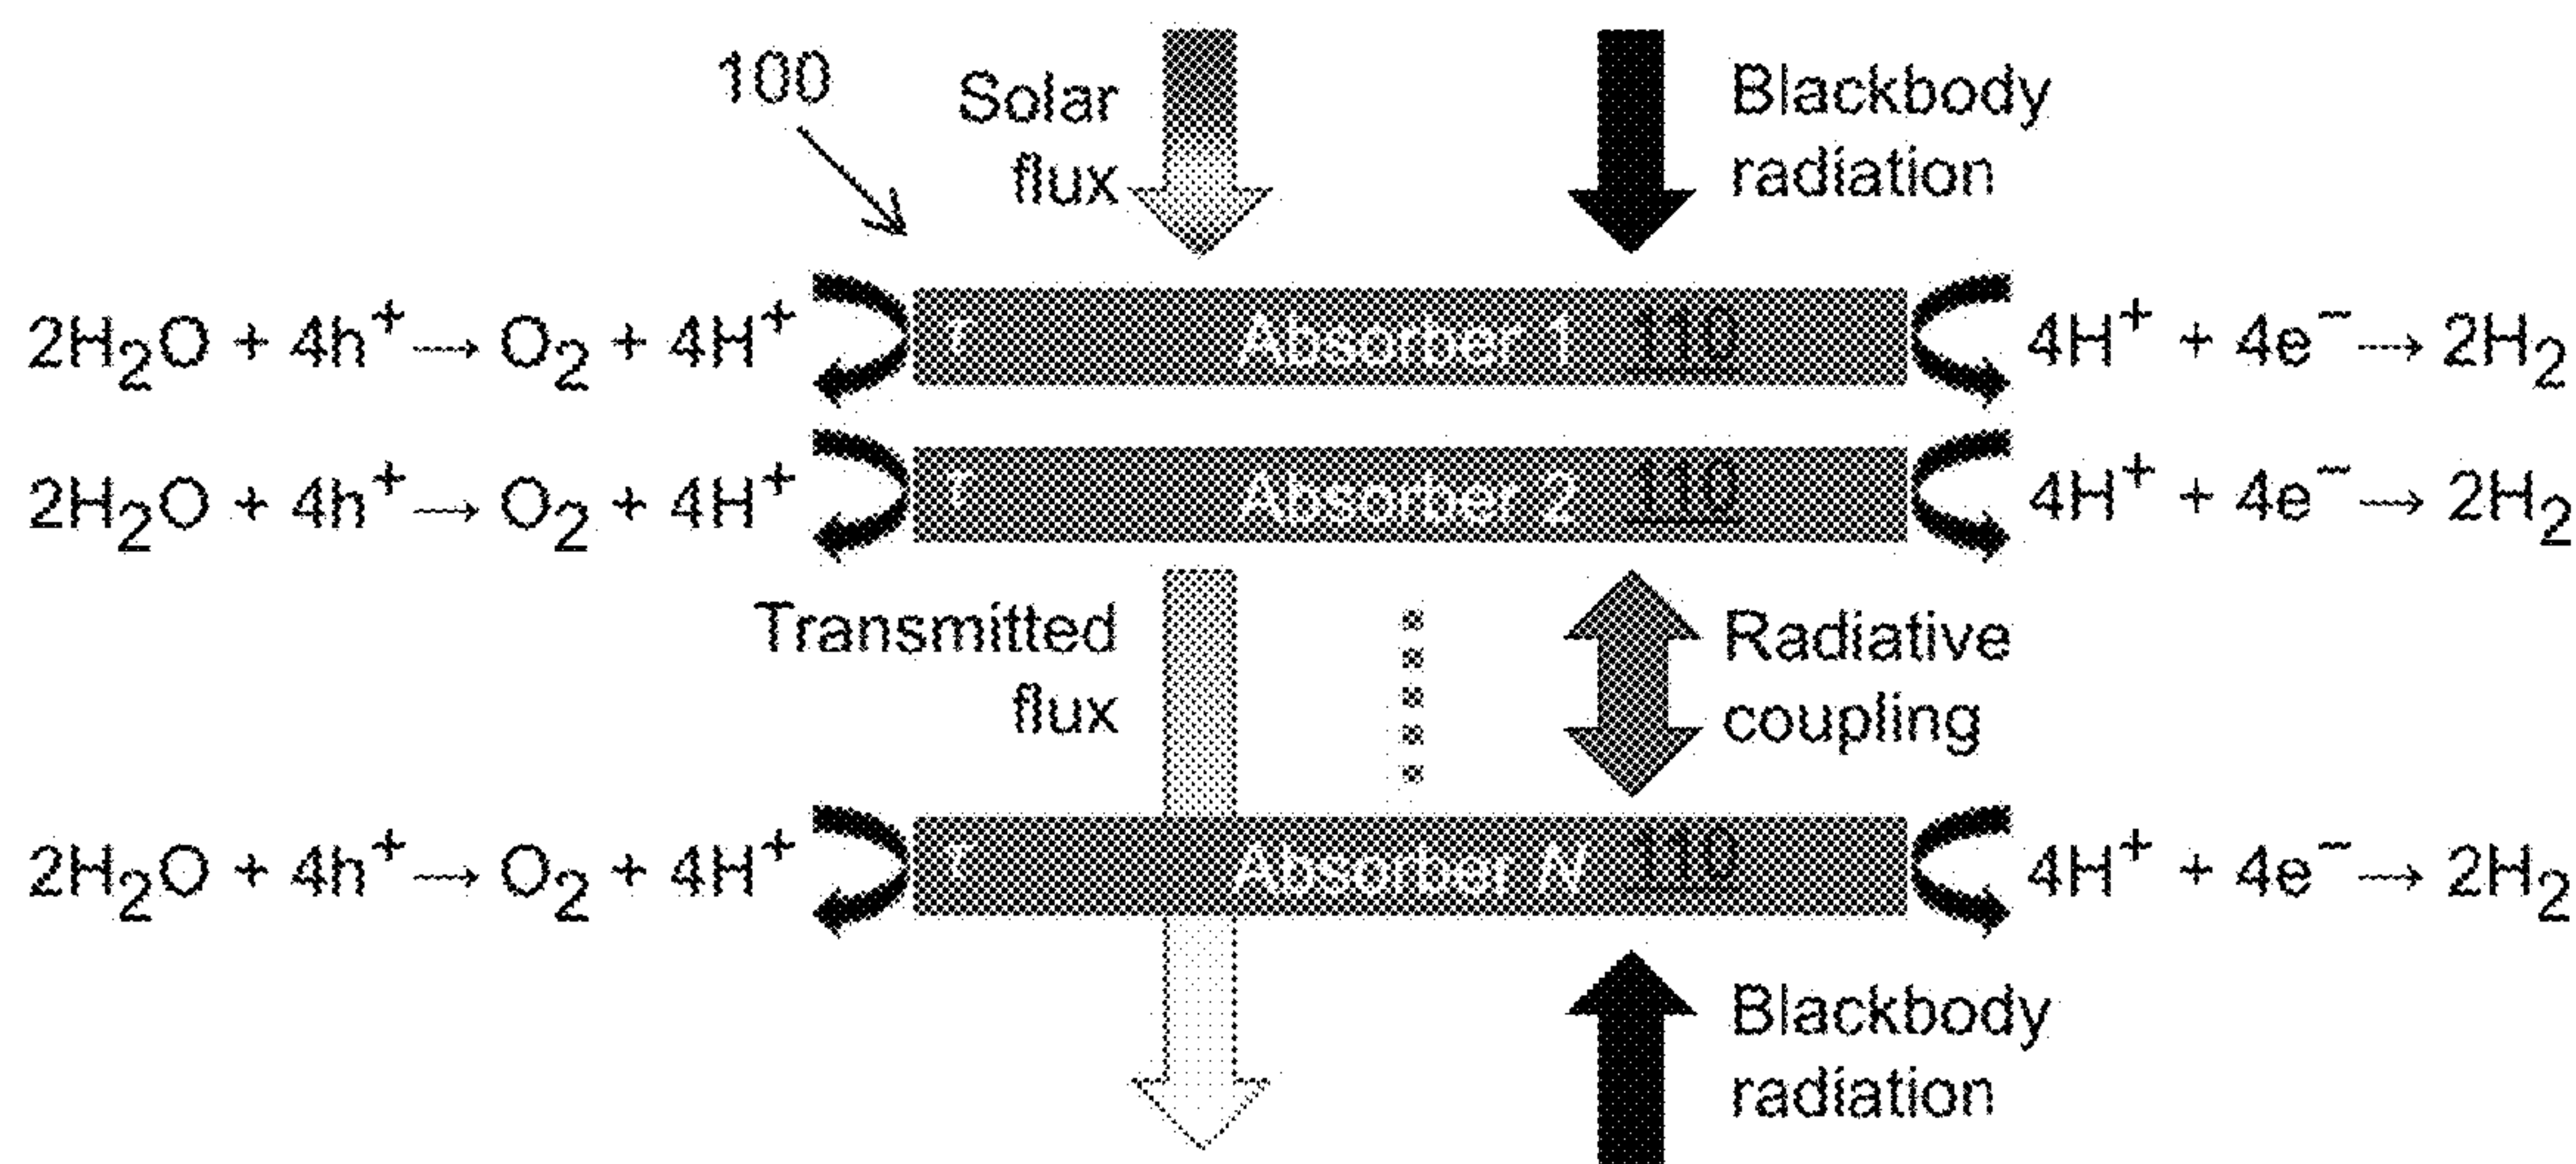 100
Solar
flux
Blackbody
radiation
2H₂O + 4h⁺ → O₂ + 4H⁺
T
Absorber 1 110
4H⁺ + 4e⁻ → 2H₂
2H₂O + 4h⁺ → O₂ + 4H⁺
T
Absorber 2 110
4H⁺ + 4e⁻ → 2H₂
Transmitted
flux
Radiative
coupling
2H₂O + 4h⁺ → O₂ + 4H⁺
T
Absorber N 110
4H⁺ + 4e⁻ → 2H₂
Blackbody
radiation